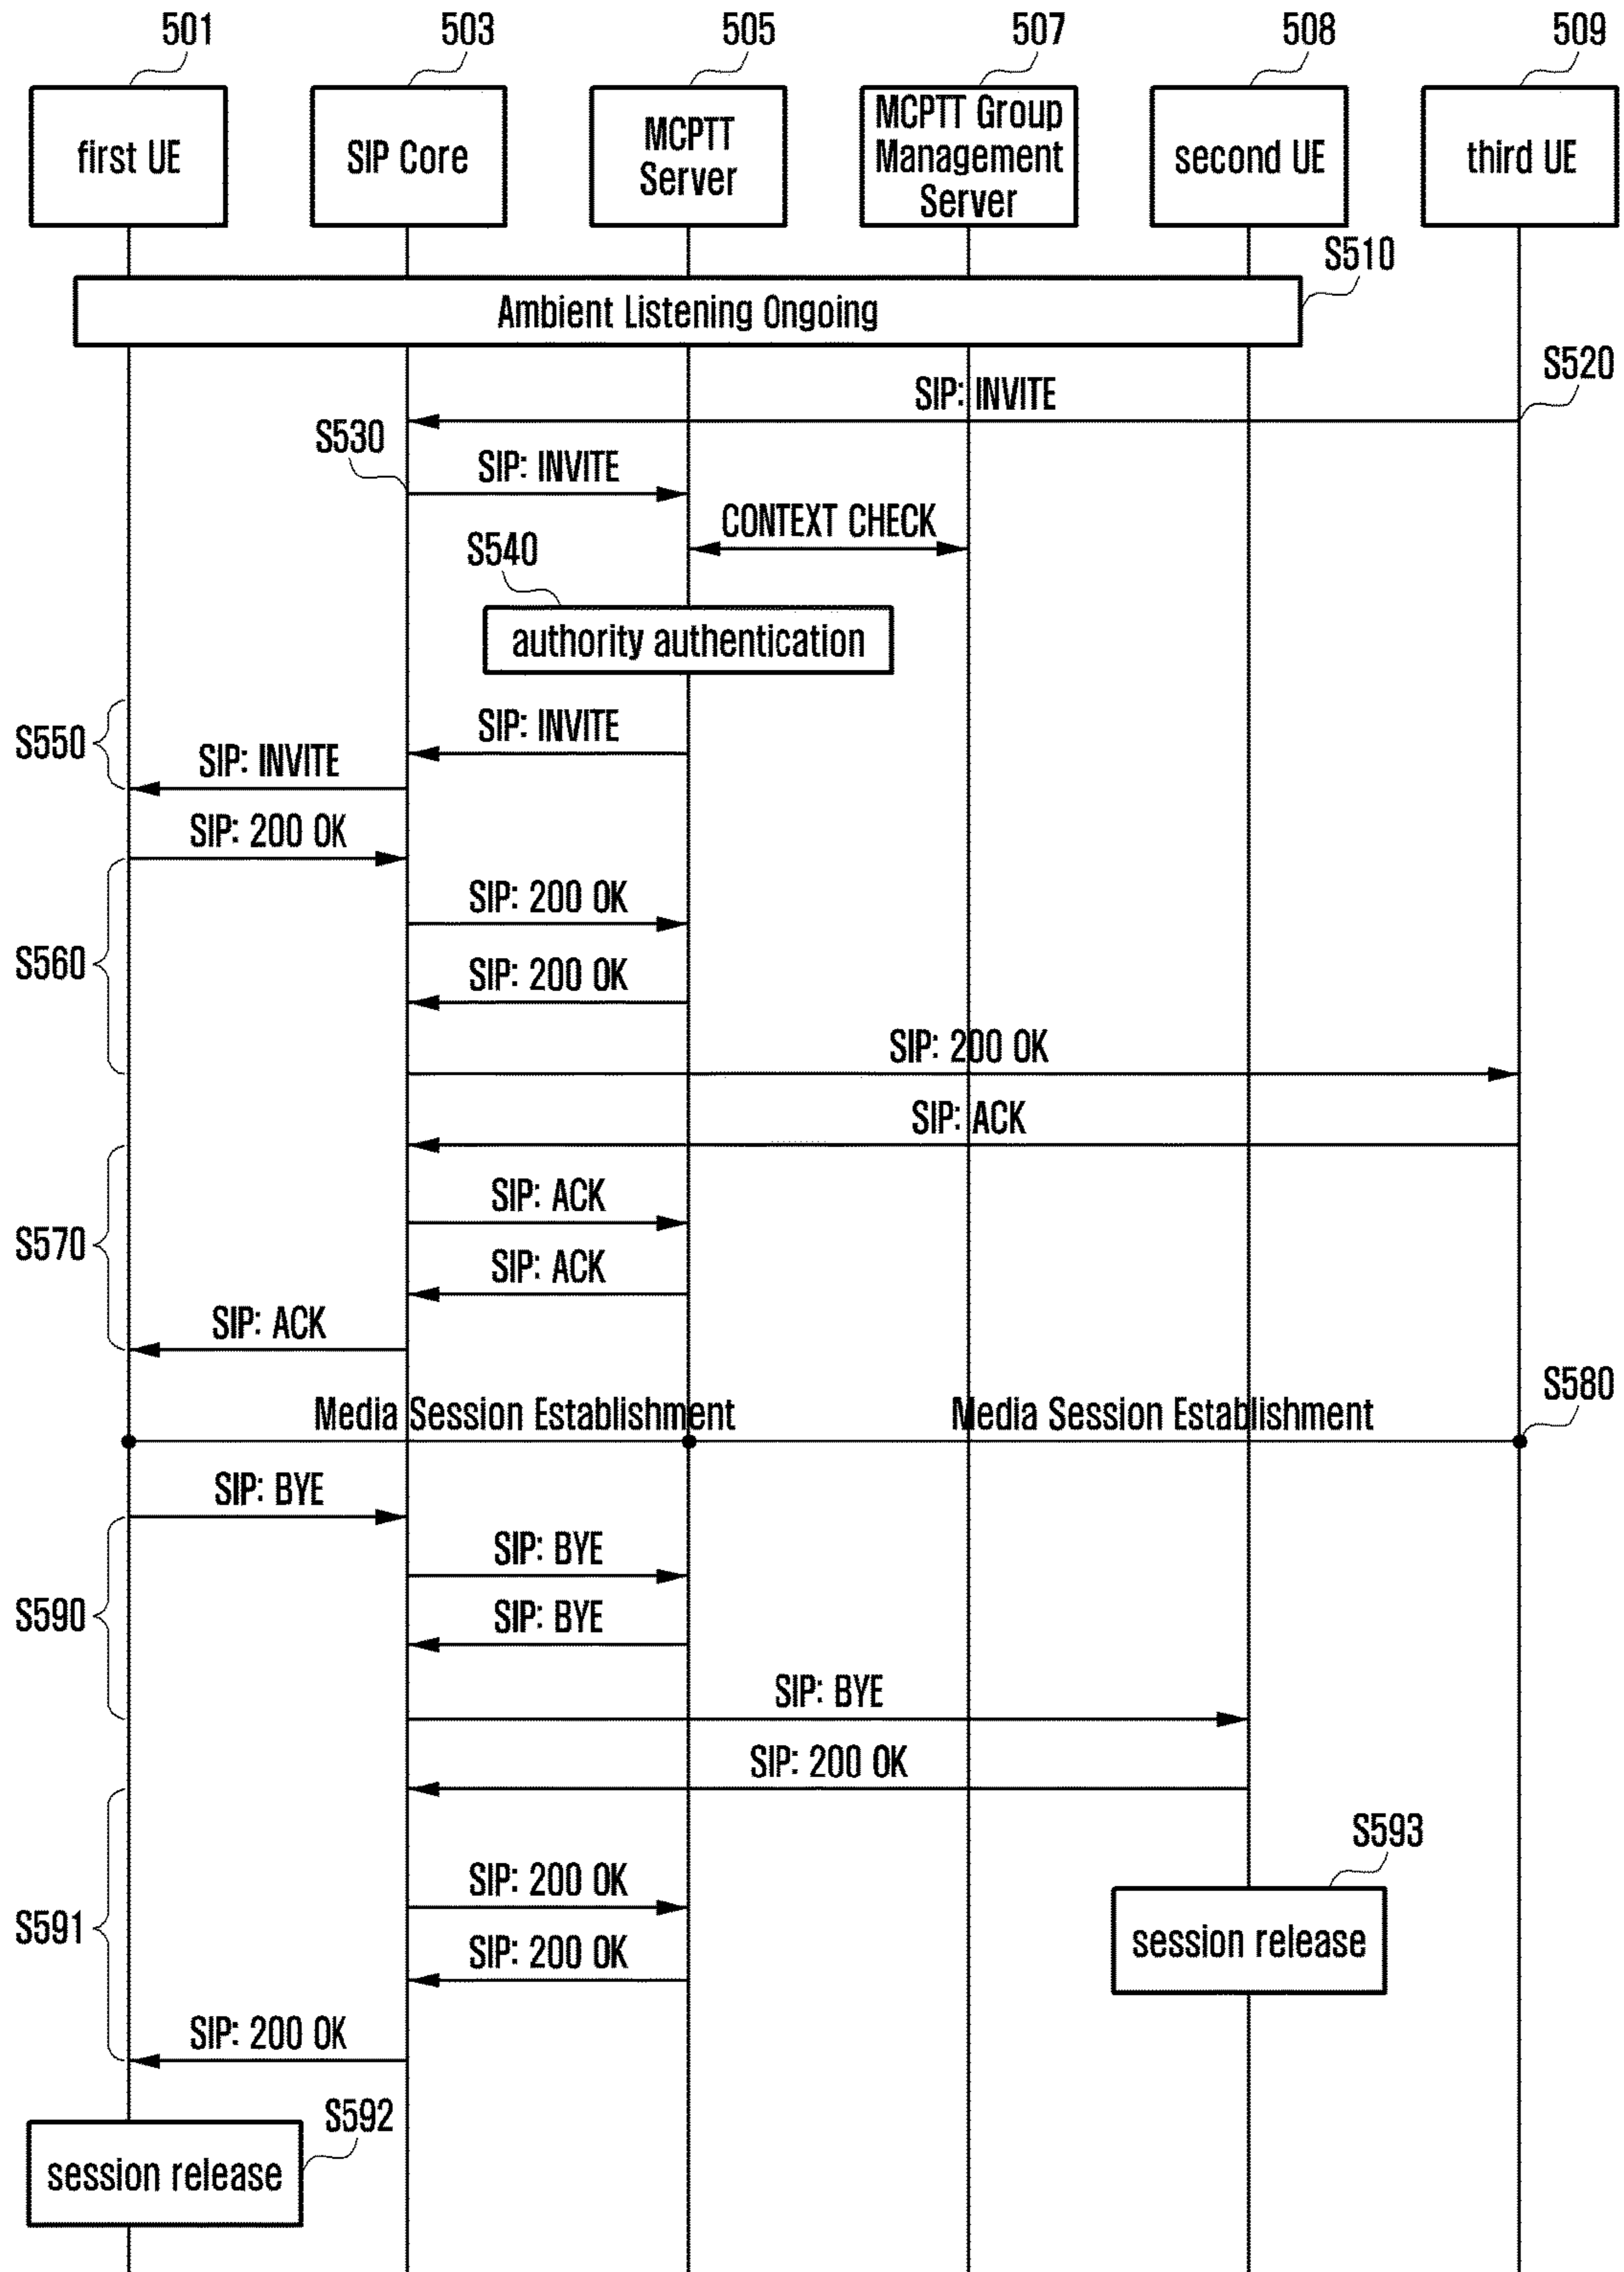 501
503
505
507
508
509
first UE
SIP Core
MCPTT
Server
MCPTT Group
Management
Server
second UE
third UE
S510
Ambient Listening Ongoing
S520
SIP: INVITE
S530
SIP: INVITE
CONTEXT CHECK
S540
authority authentication
S550
SIP: INVITE
SIP: INVITE
SIP: 200 OK
S560
SIP: 200 OK
SIP: 200 OK
SIP: 200 OK
SIP: ACK
S570
SIP: ACK
SIP: ACK
SIP: ACK
S580
Media Session Establishment
Media Session Establishment
SIP: BYE
S590
SIP: BYE
SIP: BYE
SIP: BYE
SIP: 200 OK
S593
S591
SIP: 200 OK
session release
SIP: 200 OK
SIP: 200 OK
S592
session release